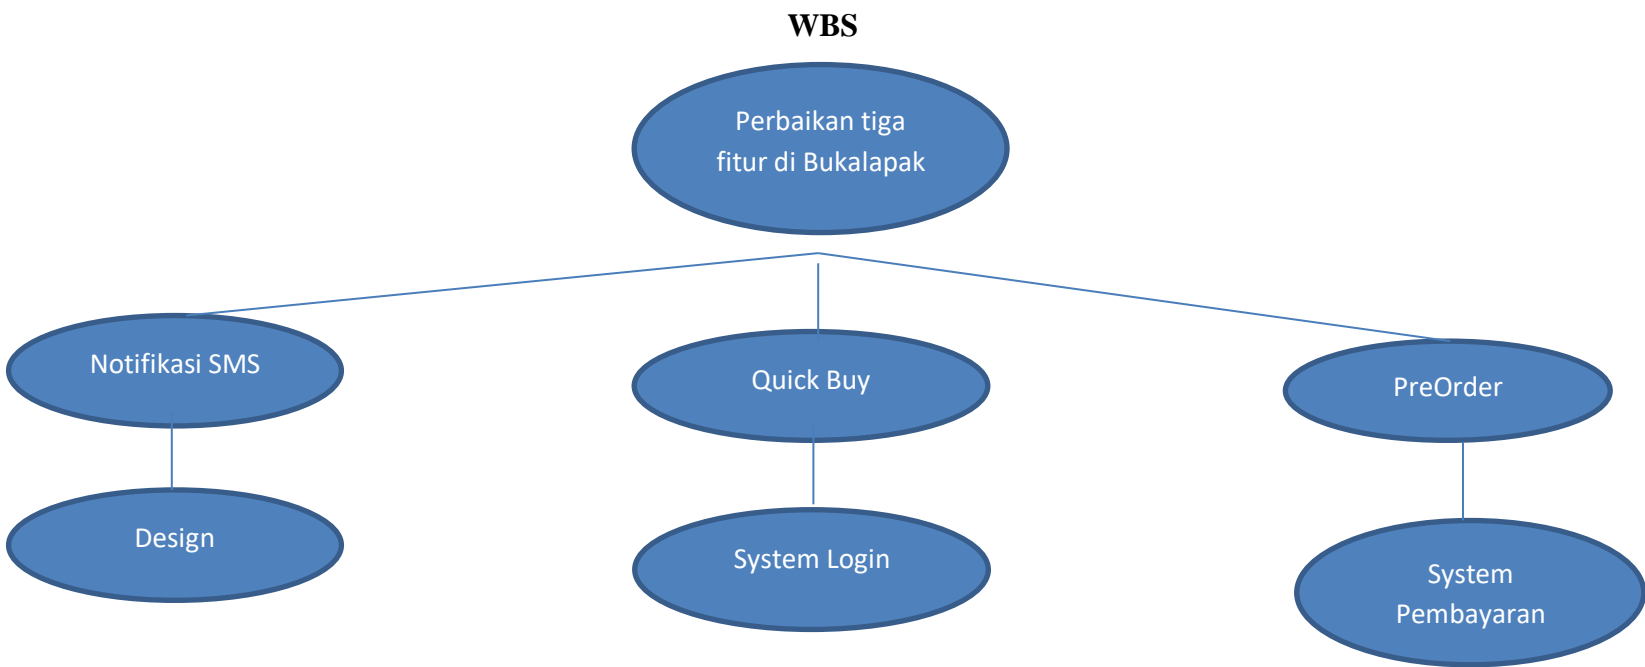 WBS
Perbaikan tiga
fitur di Bukalapak
Notifikasi SMS
Quick Buy
PreOrder
Design
System Login
System
Pembayaran